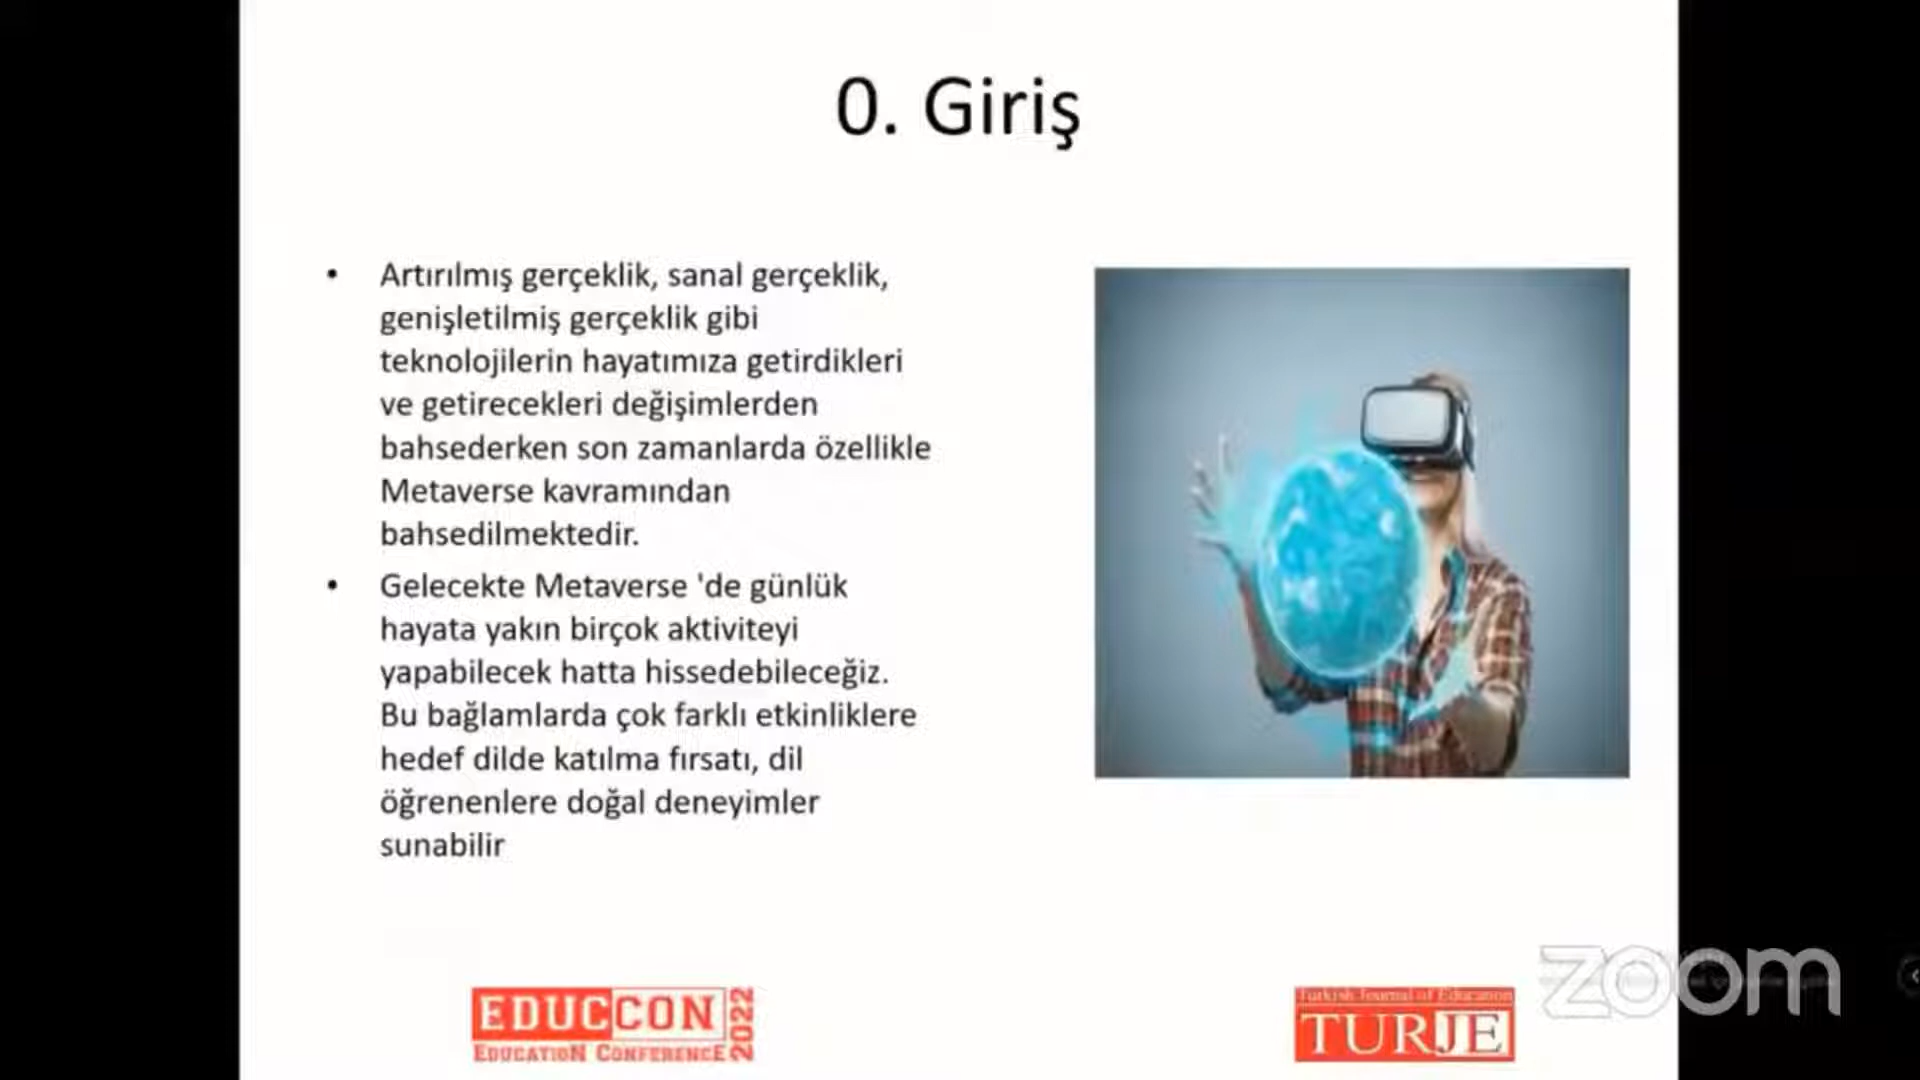 0. Giriş
• Artırılmış gerçeklik, sanal gerçeklik,
genişletilmiş gerçeklik gibi
teknolojilerin hayatımıza getirdikleri
ve getirecekleri değişimlerden
bahsederken son zamanlarda özellikle
Metaverse kavramından
bahsedilmektedir.
• Gelecekte Metaverse 'de günlük
hayata yakın birçok aktiviteyi
yapabilecek hatta hissedebileceğiz.
Bu bağlamlarda çok farklı etkinliklere
hedef dilde katılma fırsatı, dil
öğrenenlere doğal deneyimler
sunabilir
EDUCCON 2022
EDUCATION CONFERENCE
Turkish Journal of Education
TURJE
zoom